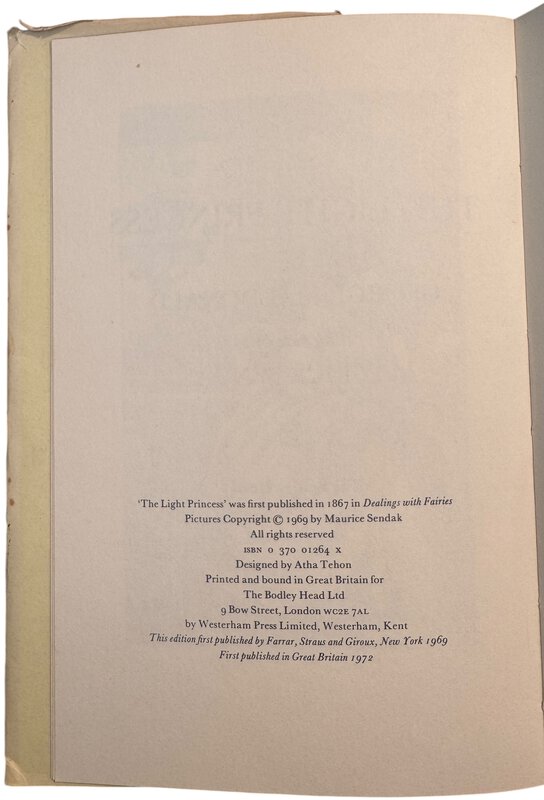 'The Light Princess' was first published in 1867 in Dealings with Fairies
Pictures Copyright © 1969 by Maurice Sendak
All rights reserved
ISBN 0 370 01264 X
Designed by Atha Tehon
Printed and bound in Great Britain for
The Bodley Head Ltd
9 Bow Street, London WC2E 7AL
by Westerham Press Limited, Westerham, Kent
This edition first published by Farrar, Straus and Giroux, New York 1969
First published in Great Britain 1972